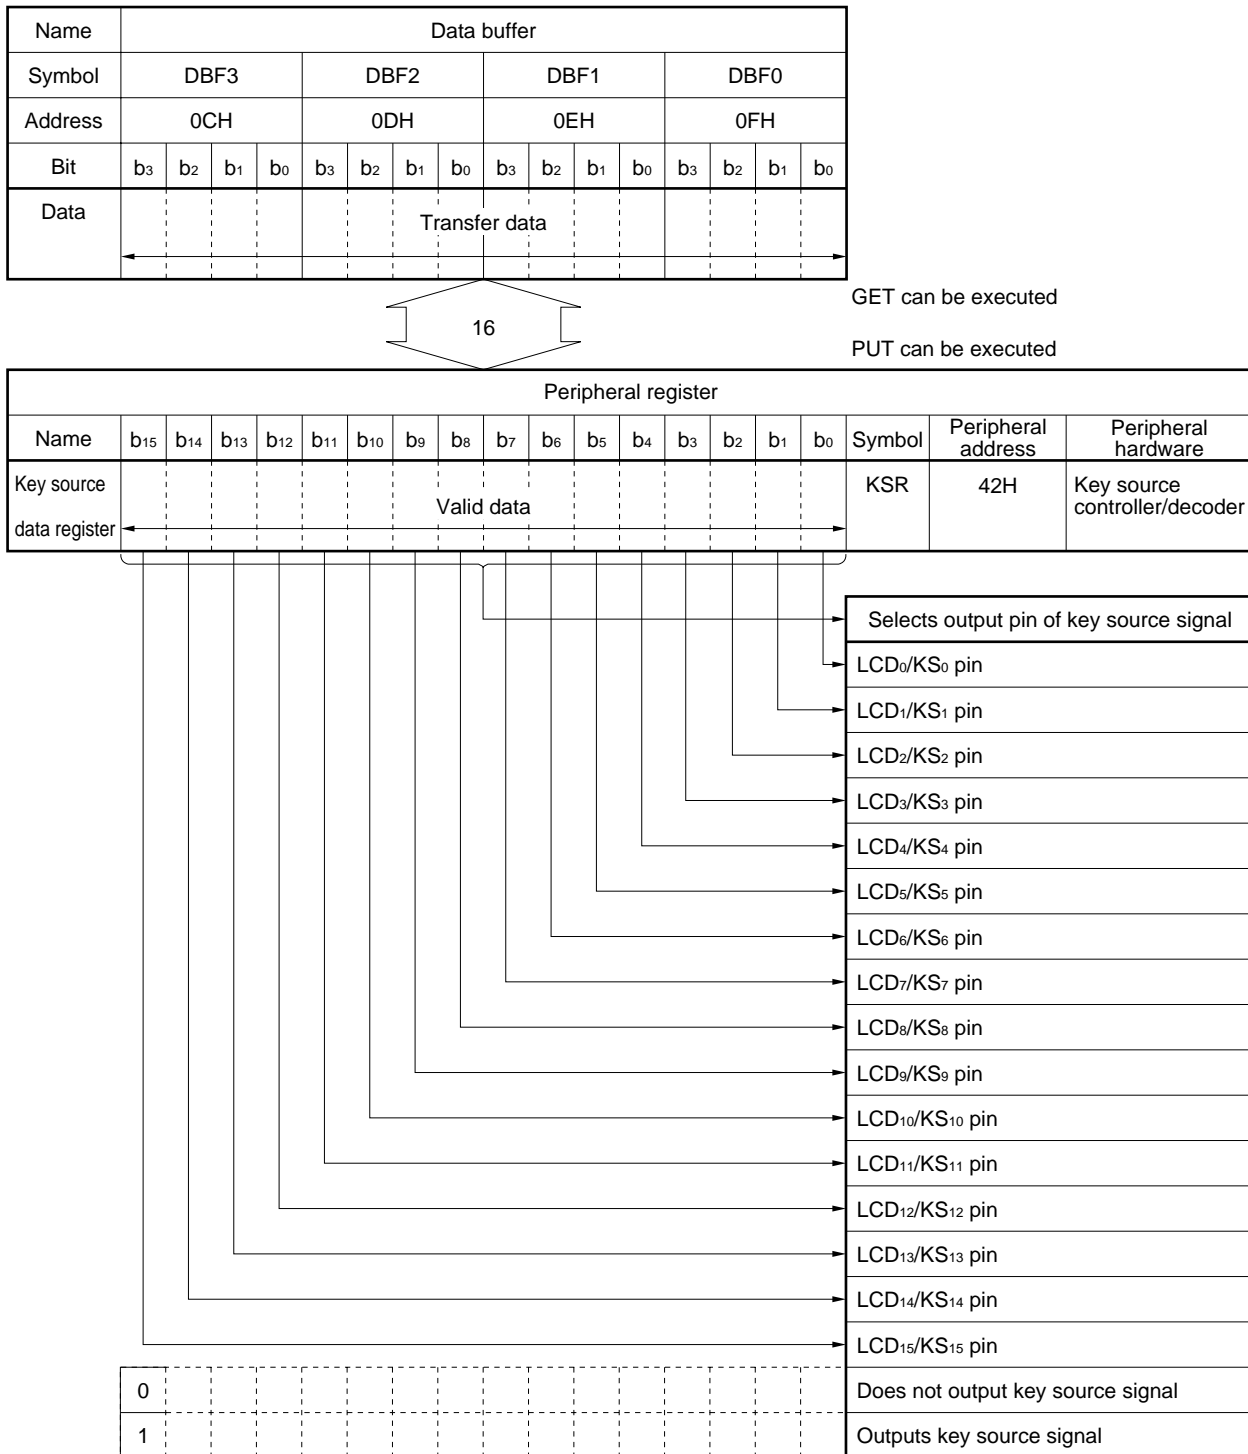 Name Data buffer
Symbol DBF3 DBF2 DBF1 DBF0
Address 0CH 0DH 0EH 0FH
Bit b3 b2 b1 b0 b3 b2 b1 b0 b3 b2 b1 b0 b3 b2 b1 b0
Data Transfer data
GET can be executed
16
PUT can be executed
Peripheral register
Name b15 b14 b13 b12 b11 b10 b9 b8 b7 b6 b5 b4 b3 b2 b1 b0 Symbol Peripheral address Peripheral hardware
Key source data register Valid data KSR 42H Key source controller/decoder
Selects output pin of key source signal
LCD0/KS0 pin
LCD1/KS1 pin
LCD2/KS2 pin
LCD3/KS3 pin
LCD4/KS4 pin
LCD5/KS5 pin
LCD6/KS6 pin
LCD7/KS7 pin
LCD8/KS8 pin
LCD9/KS9 pin
LCD10/KS10 pin
LCD11/KS11 pin
LCD12/KS12 pin
LCD13/KS13 pin
LCD14/KS14 pin
LCD15/KS15 pin
0 Does not output key source signal
1 Outputs key source signal